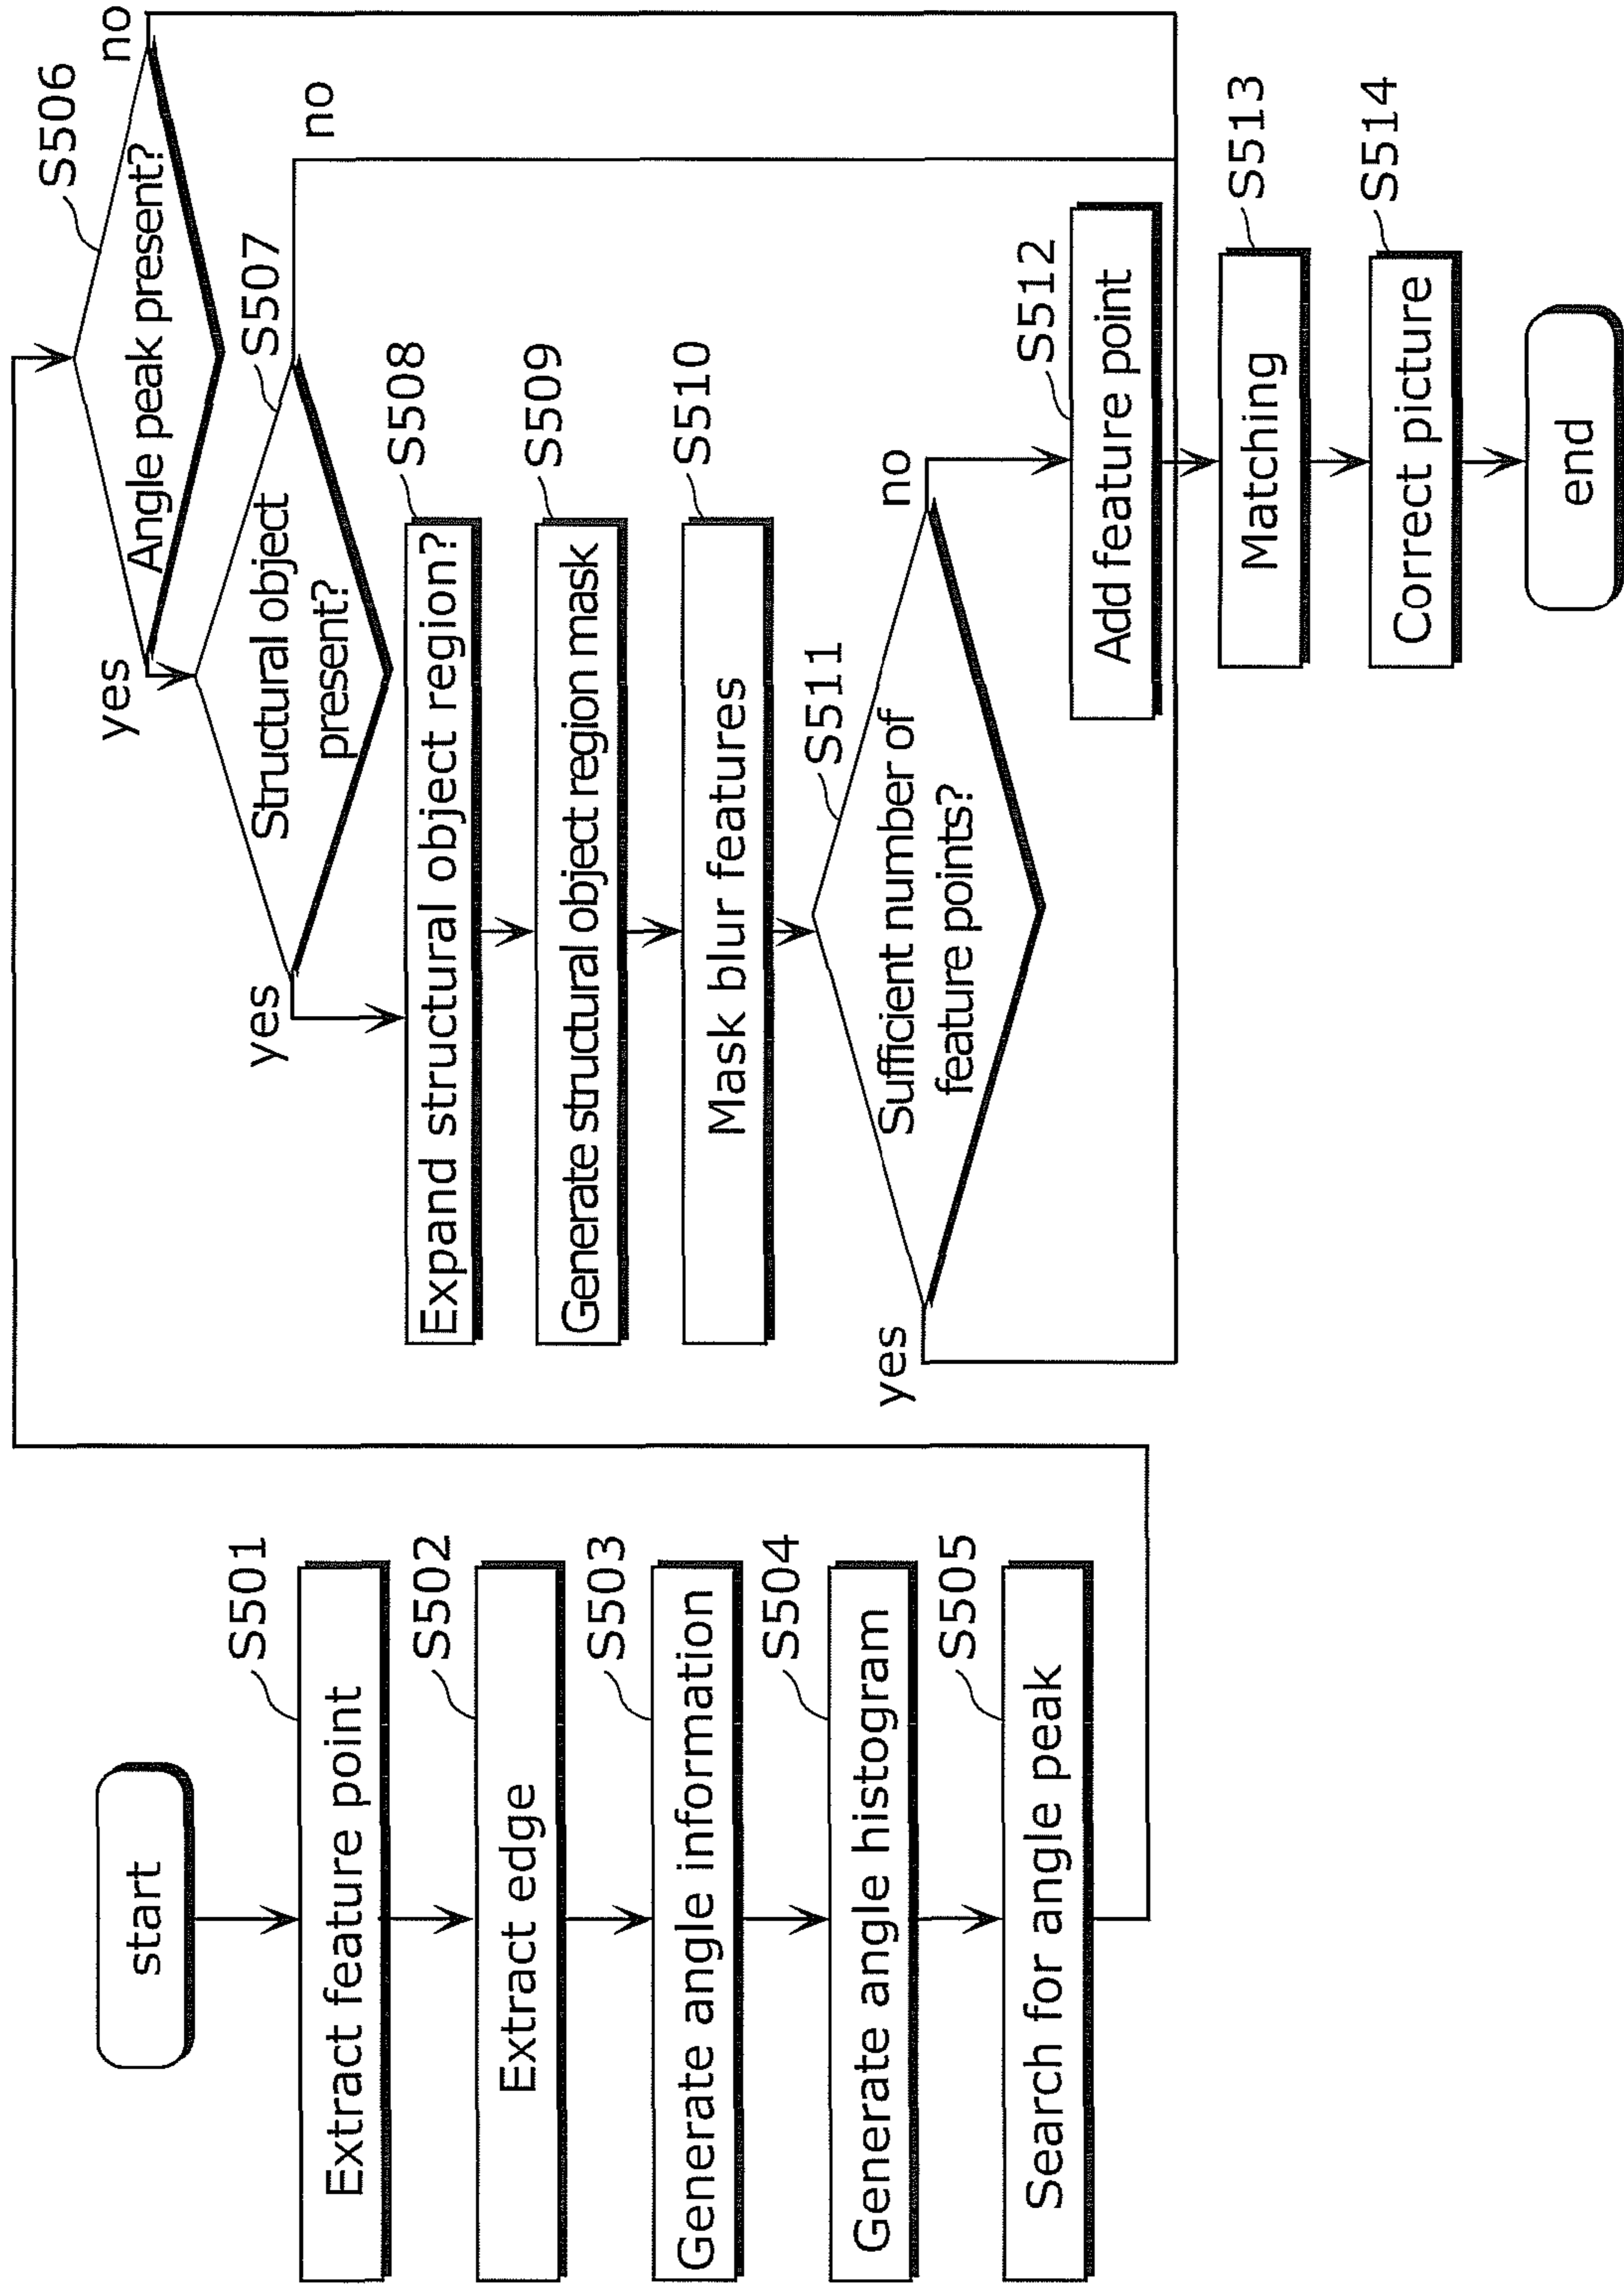 start
S501
Extract feature point
S502
Extract edge
S503
Generate angle information
S504
Generate angle histogram
S505
Search for angle peak
S506
Angle peak present?
yes
no
S507
Structural object
present?
yes
no
S508
Expand structural object region?
S509
Generate structural object region mask
S510
Mask blur features
S511
Sufficient number of
feature points?
yes
no
S512
Add feature point
S513
Matching
S514
Correct picture
end